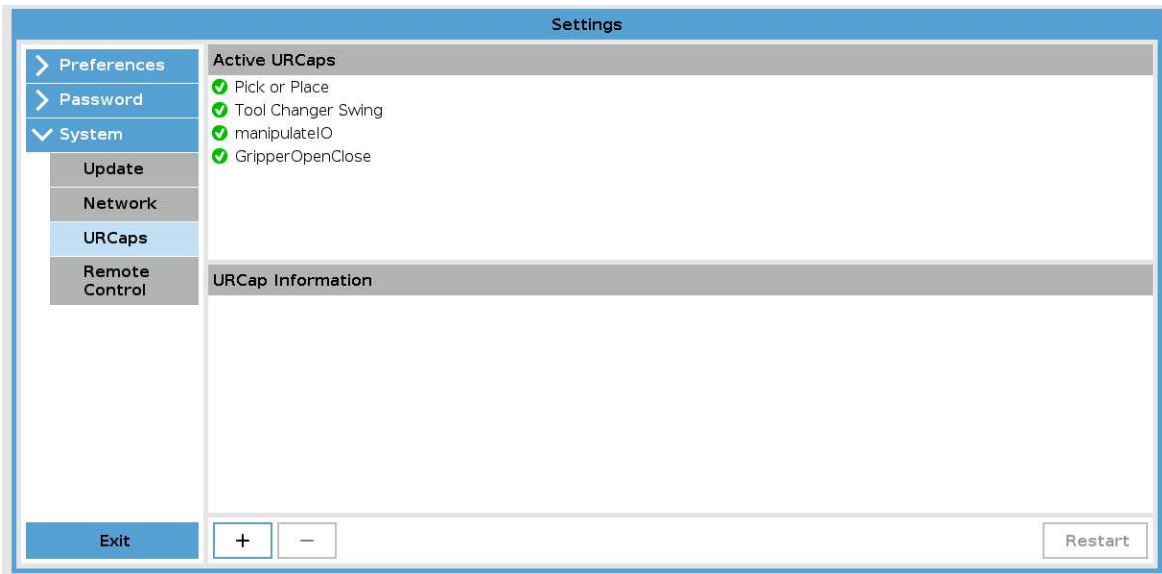 Settings
Preferences
Password
System
Update
Network
URCaps
Remote
Control
Exit
Active URCaps
Pick or Place
Tool Changer Swing
manipulateIO
GripperOpenClose
URCap Information
+
−
Restart